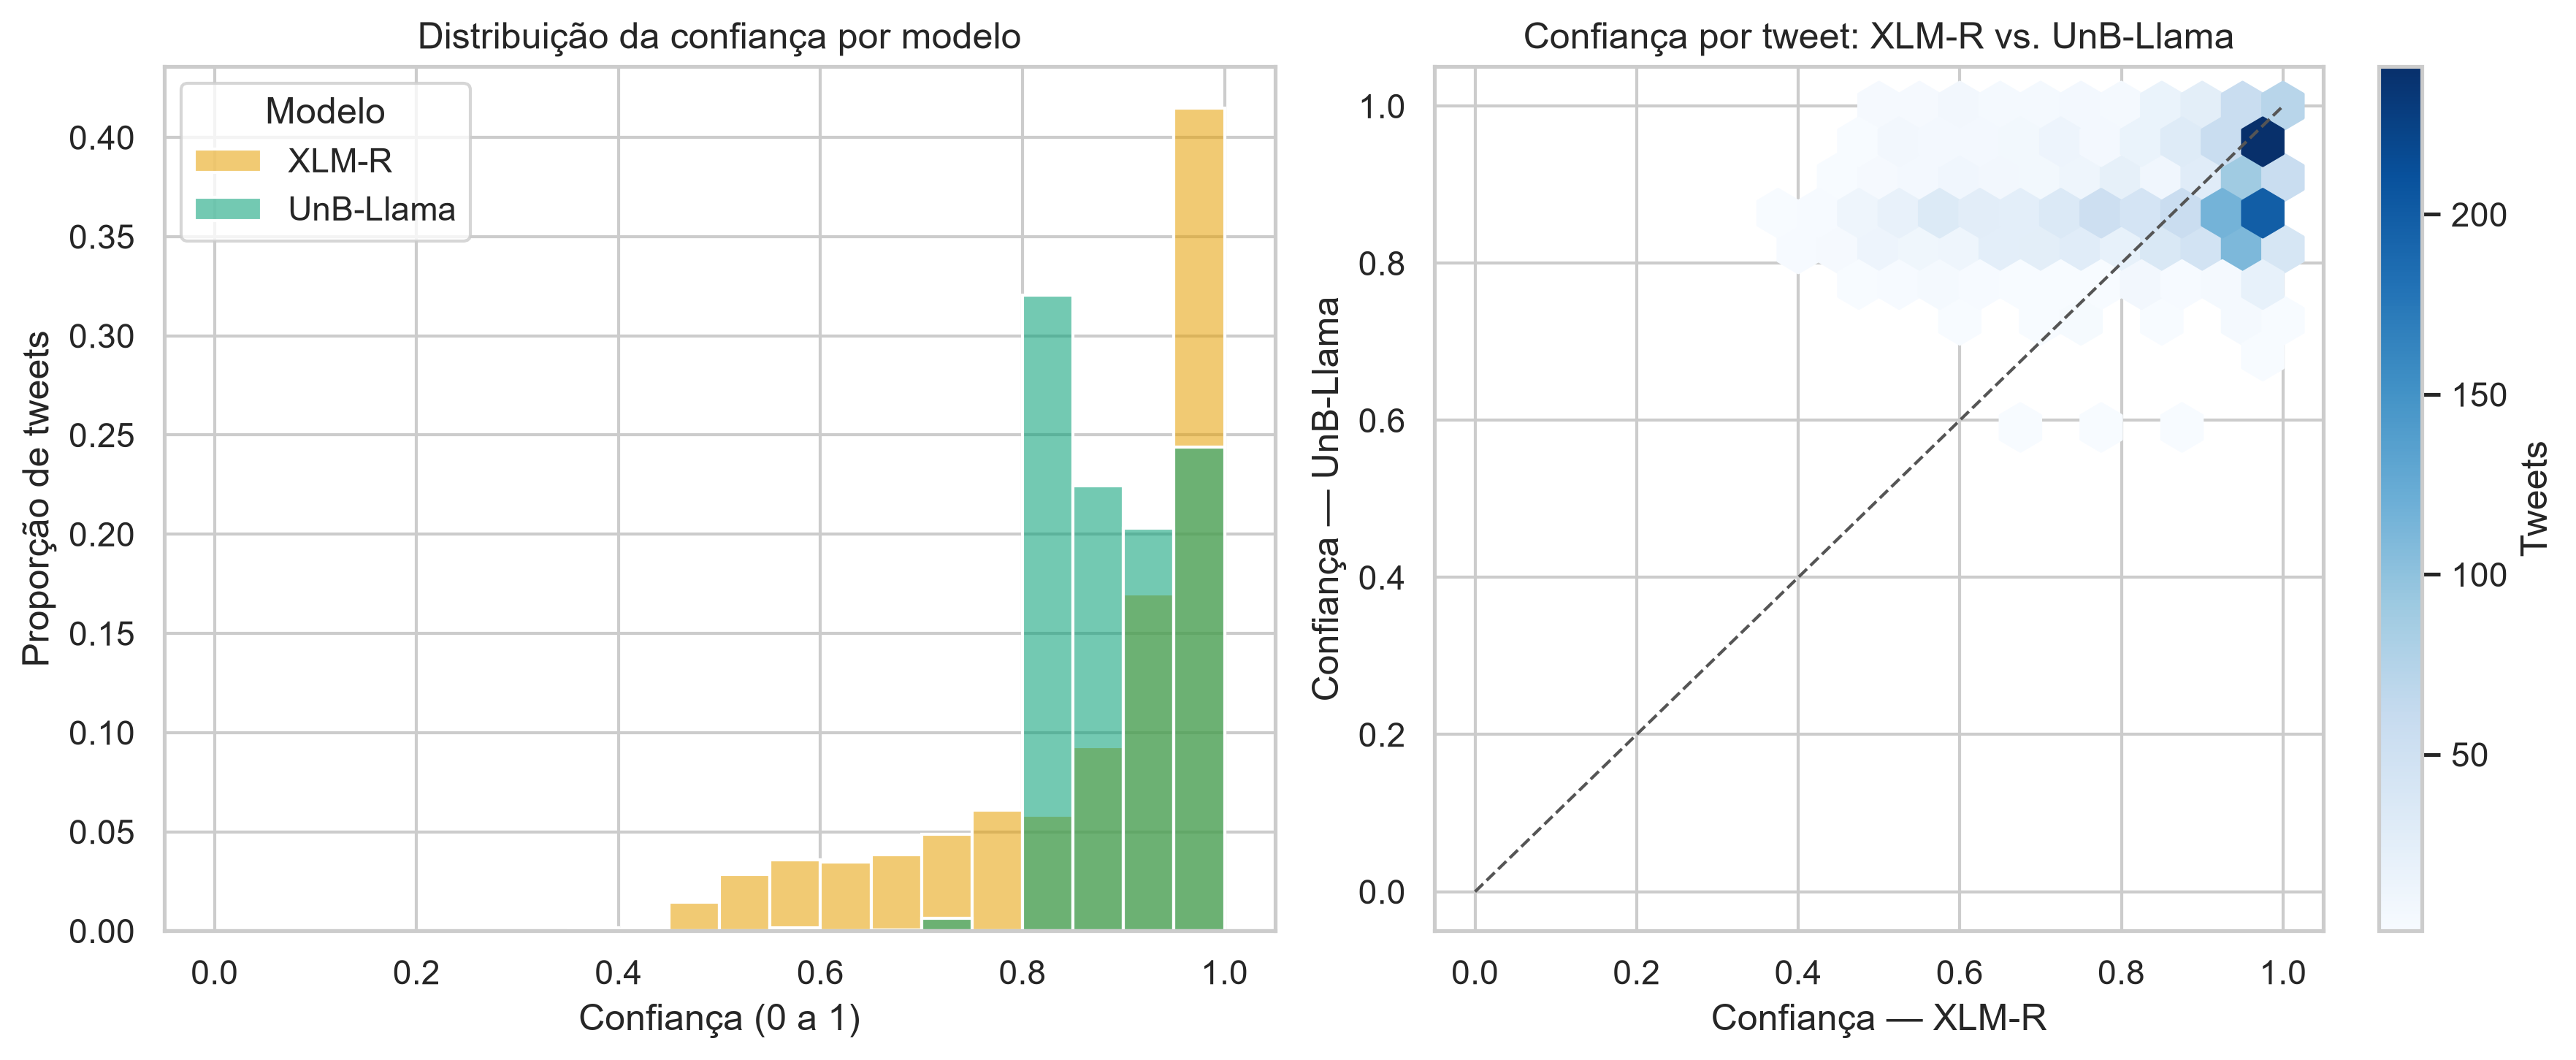 Distribuição da confiança por modelo
Modelo
XLM-R
UnB-Llama
Proporção de tweets
0.40
0.35
0.30
0.25
0.20
0.15
0.10
0.05
0.00
0.0 0.2 0.4 0.6 0.8 1.0
Confiança (0 a 1)
Confiança por tweet: XLM-R vs. UnB-Llama
Confiança — UnB-Llama
1.0
0.8
0.6
0.4
0.2
0.0
0.0 0.2 0.4 0.6 0.8 1.0
Confiança — XLM-R
200
150
100
50
Tweets